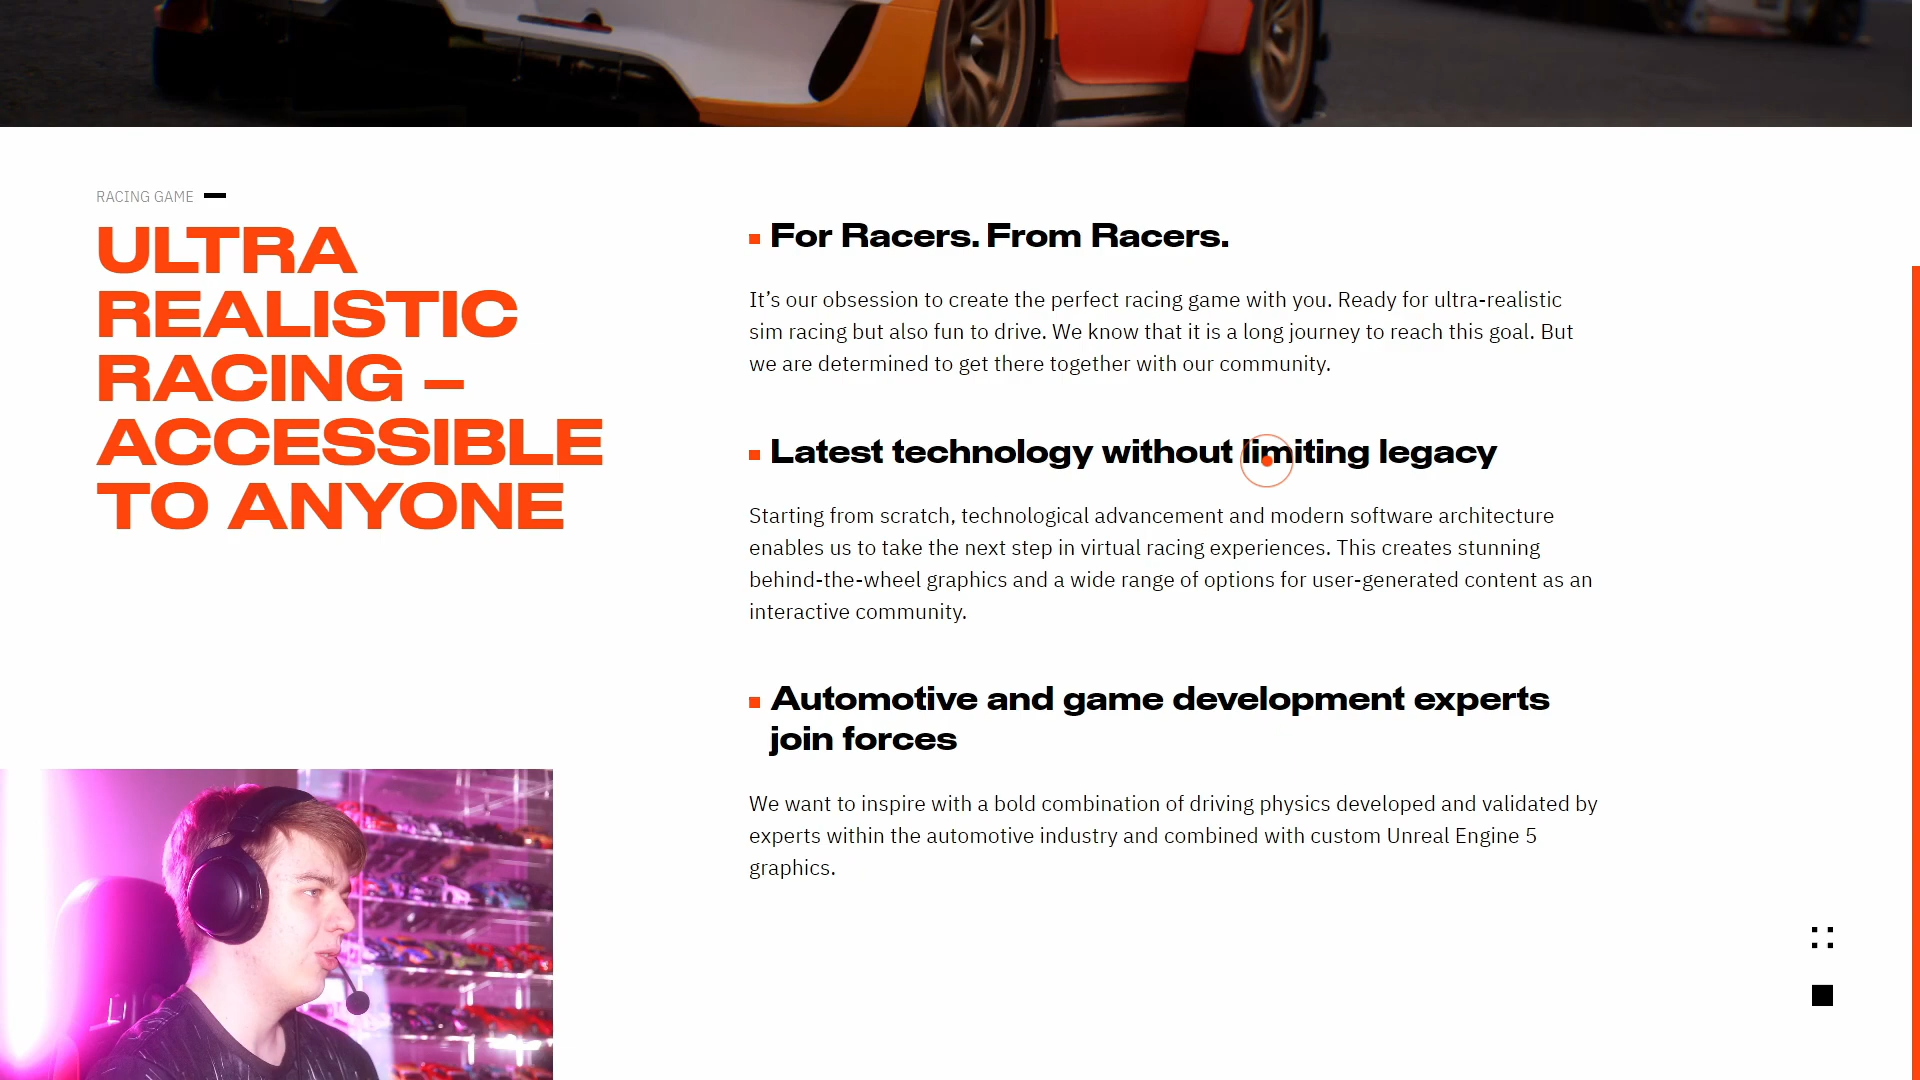 RACING GAME
ULTRA
REALISTIC
RACING –
ACCESSIBLE
TO ANYONE
For Racers. From Racers.
It’s our obsession to create the perfect racing game with you. Ready for ultra-realistic
sim racing but also fun to drive. We know that it is a long journey to reach this goal. But
we are determined to get there together with our community.
Latest technology without limiting legacy
Starting from scratch, technological advancement and modern software architecture
enables us to take the next step in virtual racing experiences. This creates stunning
behind-the-wheel graphics and a wide range of options for user-generated content as an
interactive community.
Automotive and game development experts
join forces
We want to inspire with a bold combination of driving physics developed and validated by
experts within the automotive industry and combined with custom Unreal Engine 5
graphics.